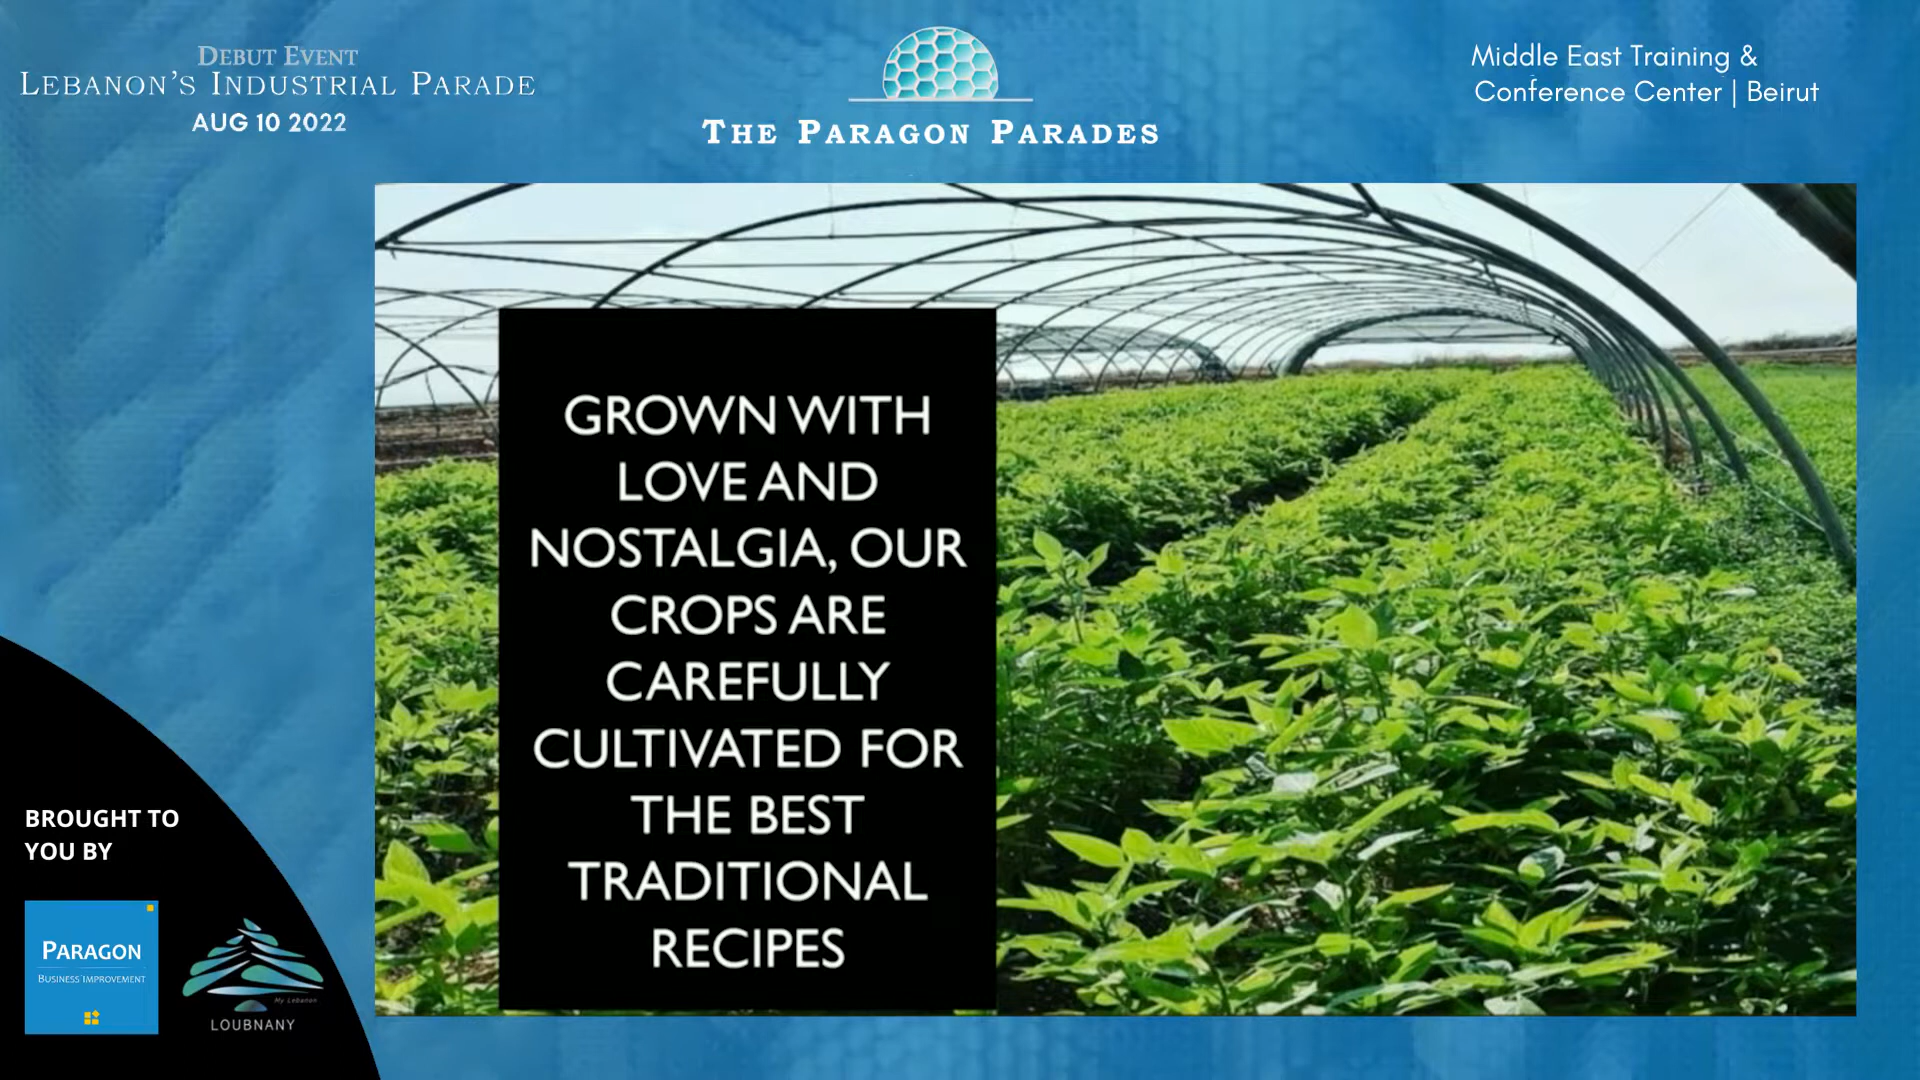 DEBUT EVENT
LEBANON'S INDUSTRIAL PARADE
AUG 10 2022
THE PARAGON PARADES
Middle East Training &
Conference Center | Beirut
GROWN WITH
LOVE AND
NOSTALGIA, OUR
CROPS ARE
CAREFULLY
CULTIVATED FOR
THE BEST
TRADITIONAL
RECIPES
BROUGHT TO
YOU BY
PARAGON
BUSINESS IMPROVEMENT
My Lebanon
LOUBNANY